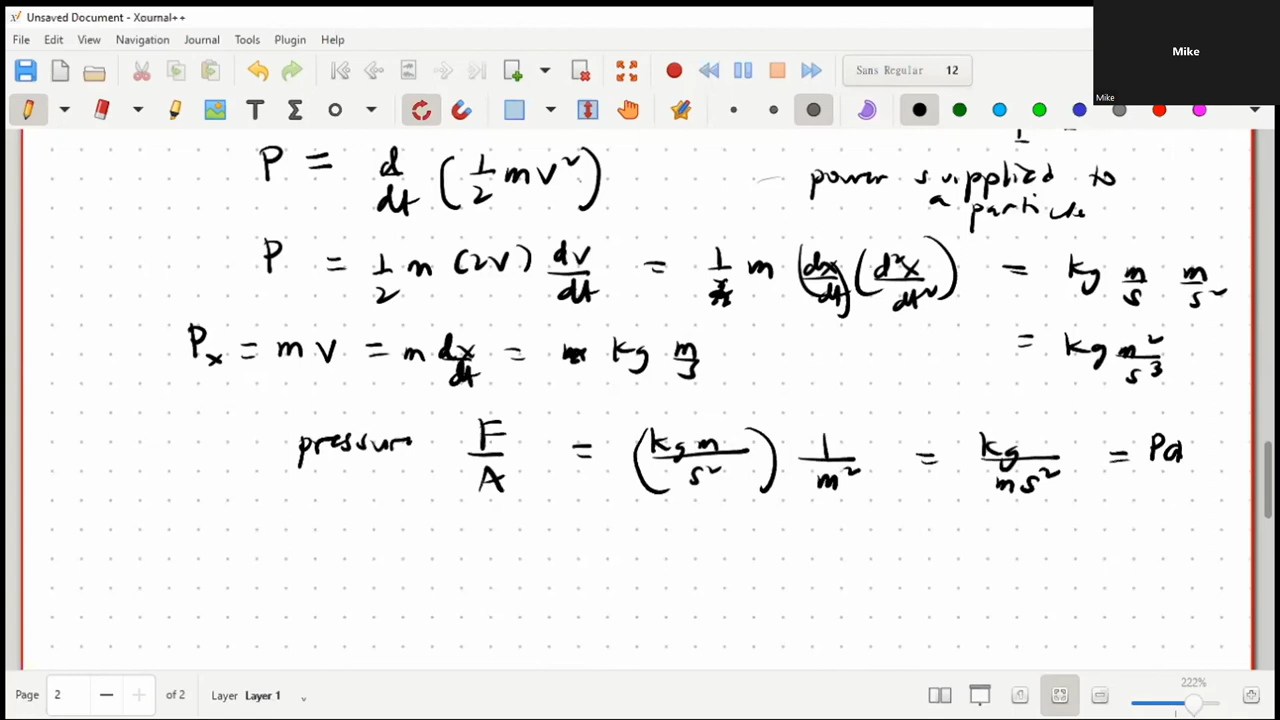 Unsaved Document - Xournal++
Mike
File Edit View Navigation Journal Tools Plugin Help
Sans Regular 12
Mike
P = d/dt (1/2 m v²)
power supplied to
a particle
P = 1/2 m (2v) dv/dt = 1/ m (dx/dt)(d²x/dt²) = kg m/s m/s²
= kg m²/s³
Pₓ = m v = m dx/dt = kg m/s
pressure F/A = (kg m/s²) 1/m² = kg/ms² = Pa
Page 2 of 2 Layer Layer 1 222%